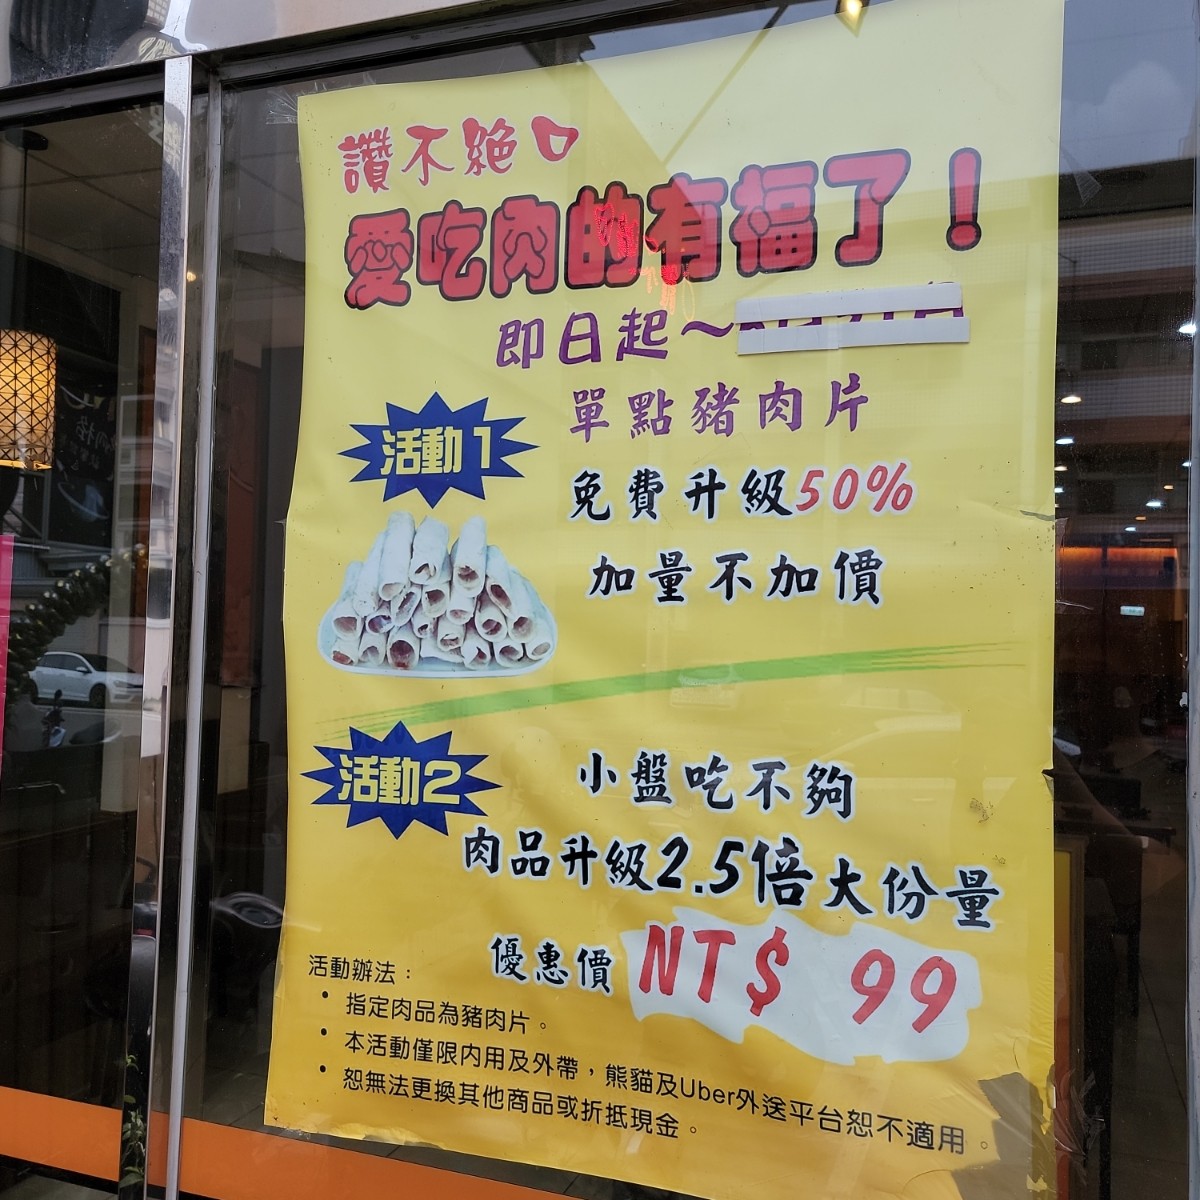 讚不絕口
愛吃肉的有福了！
即日起～
活動1
單點豬肉片
免費升級50%
加量不加價
活動2
小盤吃不夠
肉品升級2.5倍大份量
優惠價NT$ 99
活動辦法：
• 指定肉品為豬肉片。
• 本活動僅限內用及外帶，熊貓及Uber外送平台恕不適用。
• 恕無法更換其他商品或折抵現金。